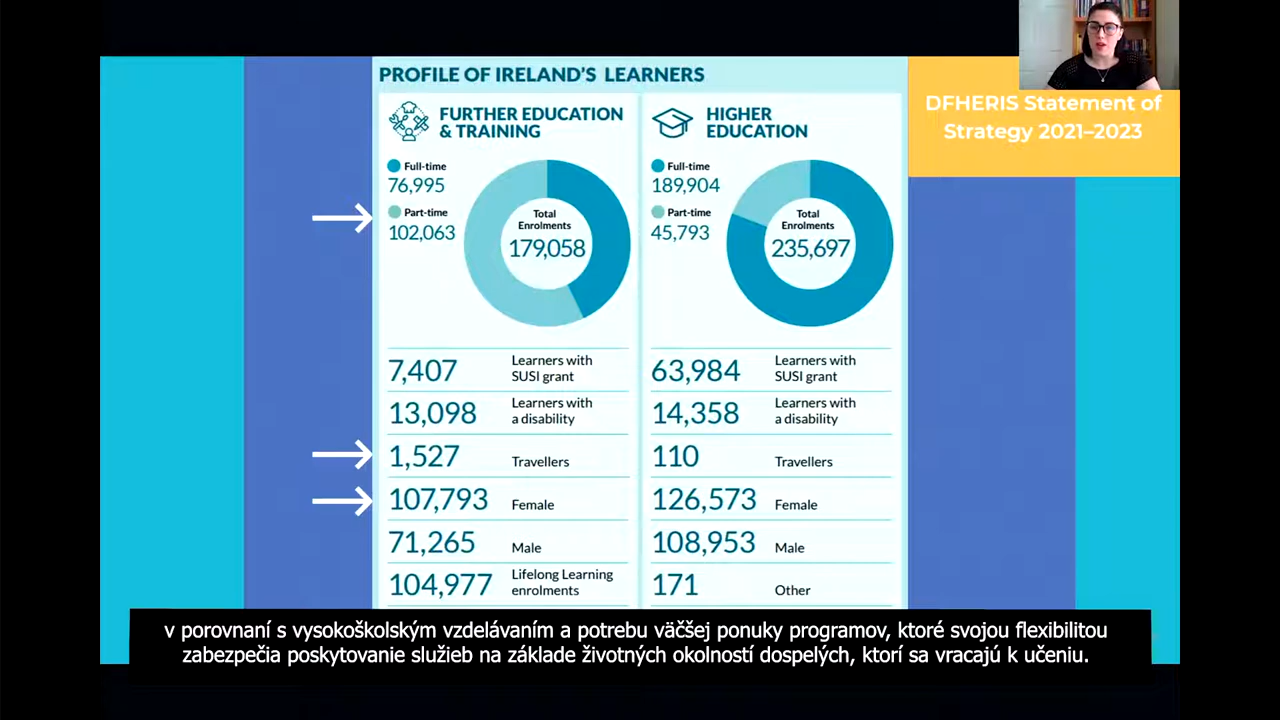 PROFILE OF IRELAND'S LEARNERS
FURTHER EDUCATION
& TRAINING
Full-time
76,995
Part-time
102,063
Total
Enrolments
179,058
7,407
Learners with
SUSI grant
13,098
Learners with
a disability
1,527
Travellers
107,793
Female
71,265
Male
104,977
Lifelong Learning
enrolments
HIGHER
EDUCATION
Full-time
189,904
Part-time
45,793
Total
Enrolments
235,697
63,984
Learners with
SUSI grant
14,358
Learners with
a disability
110
Travellers
126,573
Female
108,953
Male
171
Other
DFHERIS Statement of
Strategy 2021–2023
v porovnaní s vysokoškolským vzdelávaním a potrebu väčšej ponuky programov, ktoré svojou flexibilitou
zabezpečia poskytovanie služieb na základe životných okolností dospelých, ktorí sa vracajú k učeniu.